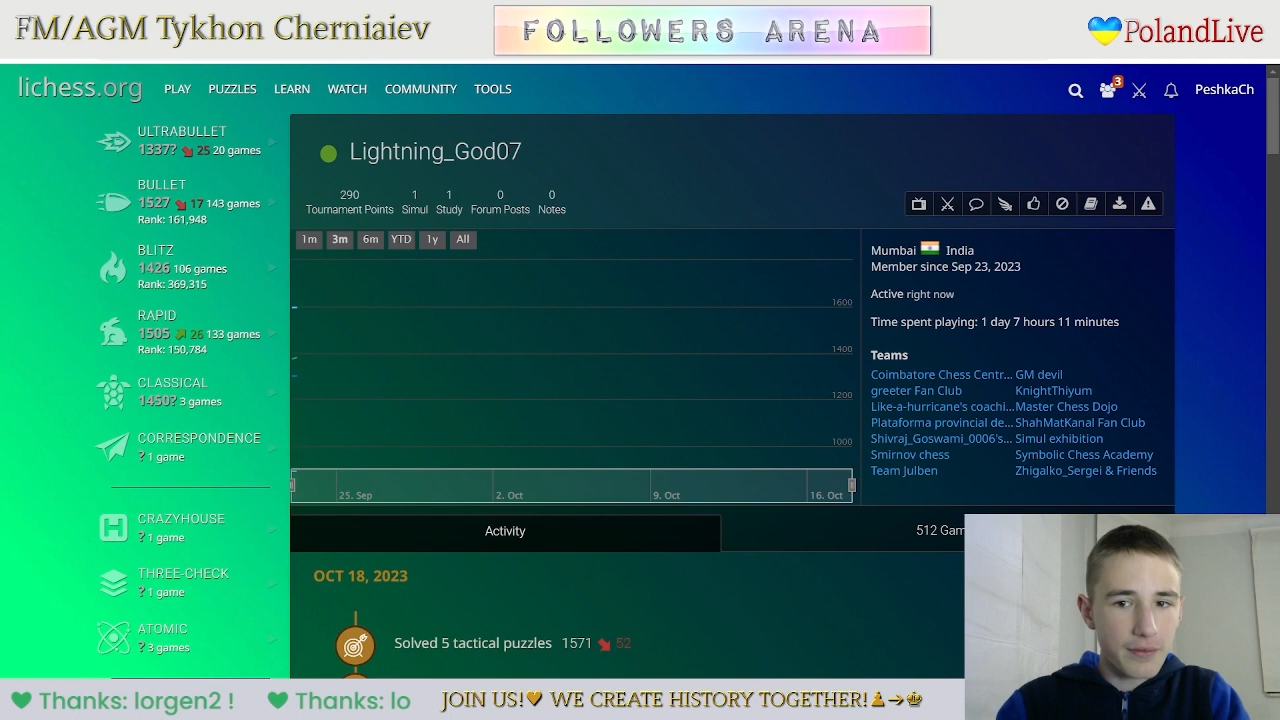 FM/AGM Tykhon Cherniaiev
FOLLOWERS ARENA
PolandLive
lichess.org PLAY PUZZLES LEARN WATCH COMMUNITY TOOLS
3
PeshkaCh
ULTRABULLET
1337? 25 20 games
BULLET
1527 17 143 games
Rank: 161,948
BLITZ
1426 106 games
Rank: 369,315
RAPID
1505 26 133 games
Rank: 150,784
CLASSICAL
1450? 3 games
CORRESPONDENCE
? 1 game
CRAZYHOUSE
? 1 game
THREE-CHECK
? 1 game
ATOMIC
? 3 games
Lightning_God07
290 1 1 0 0
Tournament Points Simul Study Forum Posts Notes
1m 3m 6m YTD 1y All
1600
1400
1200
1000
25. Sep 2. Oct 9. Oct 16. Oct
Mumbai India
Member since Sep 23, 2023
Active right now
Time spent playing: 1 day 7 hours 11 minutes
Teams
Coimbatore Chess Centr... GM devil
greeter Fan Club KnightThiyum
Like-a-hurricane's coachi... Master Chess Dojo
Plataforma provincial de... ShahMatKanal Fan Club
Shivraj_Goswami_0006's... Simul exhibition
Smirnov chess Symbolic Chess Academy
Team Julben Zhigalko_Sergei & Friends
Activity 512 Gam
OCT 18, 2023
Solved 5 tactical puzzles 1571 52
Thanks: lorgen2 ! Thanks: lo
JOIN US!♥ WE CREATE HISTORY TOGETHER!♟→♚